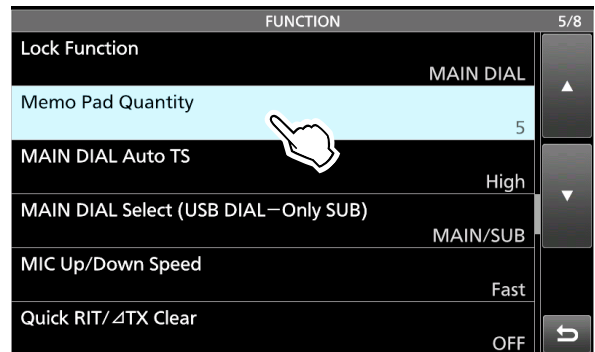 FUNCTION 5/8
Lock Function
MAIN DIAL
Memo Pad Quantity
5
MAIN DIAL Auto TS
High
MAIN DIAL Select (USB DIAL−Only SUB)
MAIN/SUB
MIC Up/Down Speed
Fast
Quick RIT/⊿TX Clear
OFF